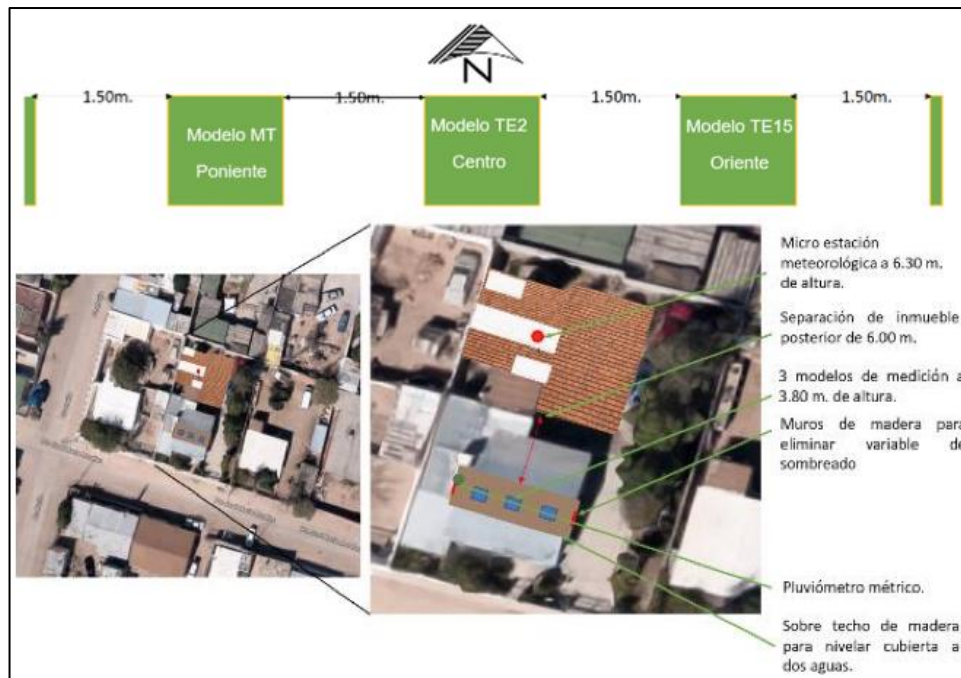 N
1.50m.
1.50m.
1.50m.
1.50m.
Modelo MT
Poniente
Modelo TE2
Centro
Modelo TE15
Oriente
Micro estación
meteorológica a 6.30 m.
de altura.
Separación de inmueble
posterior de 6.00 m.
3 modelos de medición a
3.80 m. de altura.
Muros de madera para
eliminar variable de
sombreado
Pluviómetro métrico.
Sobre techo de madera
para nivelar cubierta a
dos aguas.